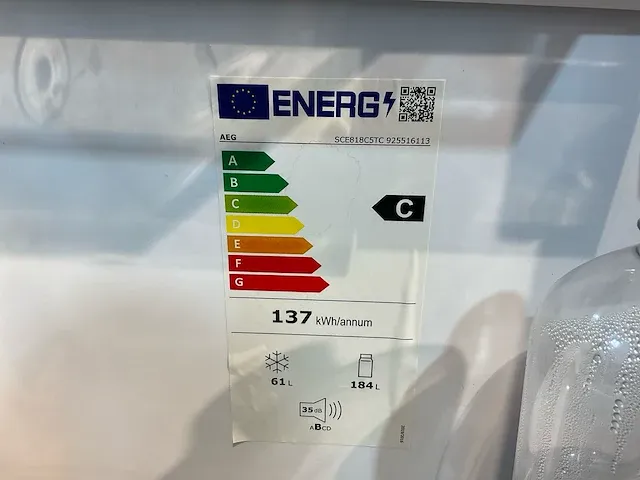 ENERG
AEG
SCE818C5TC 925516113
A
B
C
C
D
E
F
G
137 kWh/annum
61 L
184 L
35 dB
ABCD